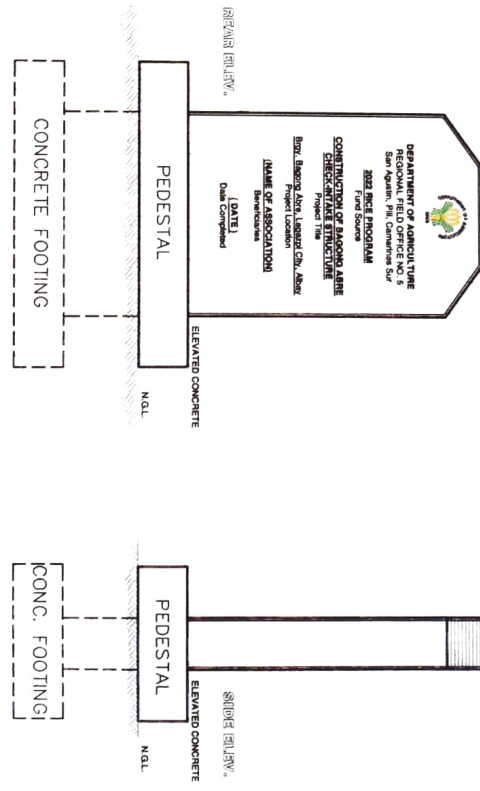 DEPARTMENT OF AGRICULTURE
REGIONAL FIELD OFFICE NO. 5
San Agustin, Pili, Camarines Sur
2022 RICE PROGRAM
Fund Source
CONSTRUCTION OF BAGONG ABRE
CHECK-INTAKE STRUCTURE
Project Title
Brgy. Bagong Abre, Legazpi City, Albay
Project Location
(NAME OF ASSOCIATION)
Beneficiaries
( DATE )
Date Completed
ELEVATED CONCRETE
PEDESTAL
N.G.L.
CONCRETE FOOTING
REAR ELEV.
ELEVATED CONCRETE
PEDESTAL
N.G.L.
CONC. FOOTING
SIDE ELEV.